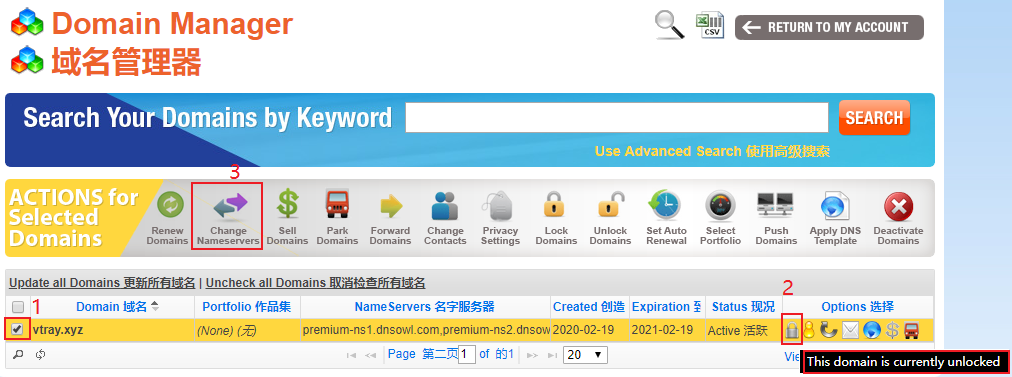 Domain Manager
域名管理器
CSV
RETURN TO MY ACCOUNT
Search Your Domains by Keyword
SEARCH
Use Advanced Search 使用高级搜索
3
ACTIONS for Selected Domains
Renew Domains
Change Nameservers
Sell Domains
Park Domains
Forward Domains
Change Contacts
Privacy Settings
Lock Domains
Unlock Domains
Set Auto Renewal
Select Portfolio
Push Domains
Apply DNS Template
Deactivate Domains
Update all Domains 更新所有域名 | Uncheck all Domains 取消检查所有域名
1
2
Domain 域名 Portfolio 作品集 NameServers 名字服务器 Created 创造 Expiration 到 Status 现况 Options 选择
vtray.xyz (None) (无) premium-ns1.dnsowl.com,premium-ns2.dnsow 2020-02-19 2021-02-19 Active 活跃
Page 第二页 1 of 的1 20
Vie
This domain is currently unlocked